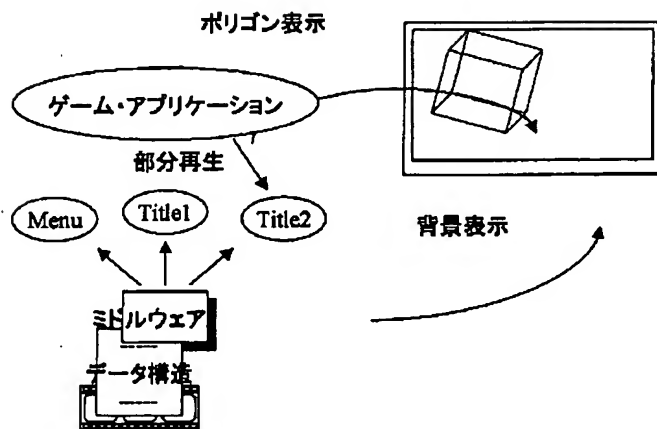 ポリゴン表示
ゲーム・アプリケーション
部分再生
Menu
Title1
Title2
背景表示
ミドルウェア
データ構造